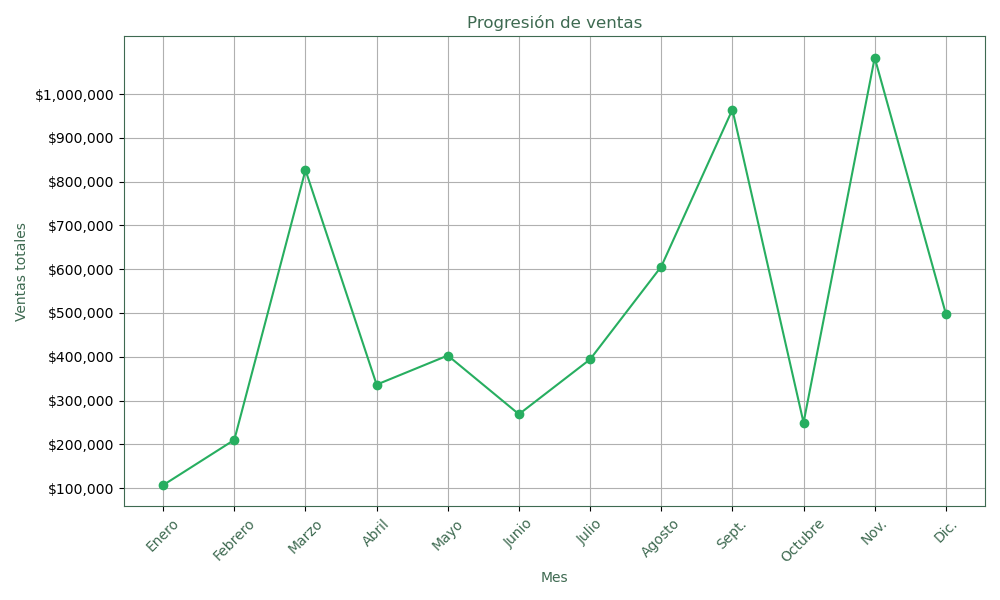 Progresión de ventas
Ventas totales
$1,000,000
$900,000
$800,000
$700,000
$600,000
$500,000
$400,000
$300,000
$200,000
$100,000
Enero
Febrero
Marzo
Abril
Mayo
Junio
Julio
Agosto
Sept.
Octubre
Nov.
Dic.
Mes